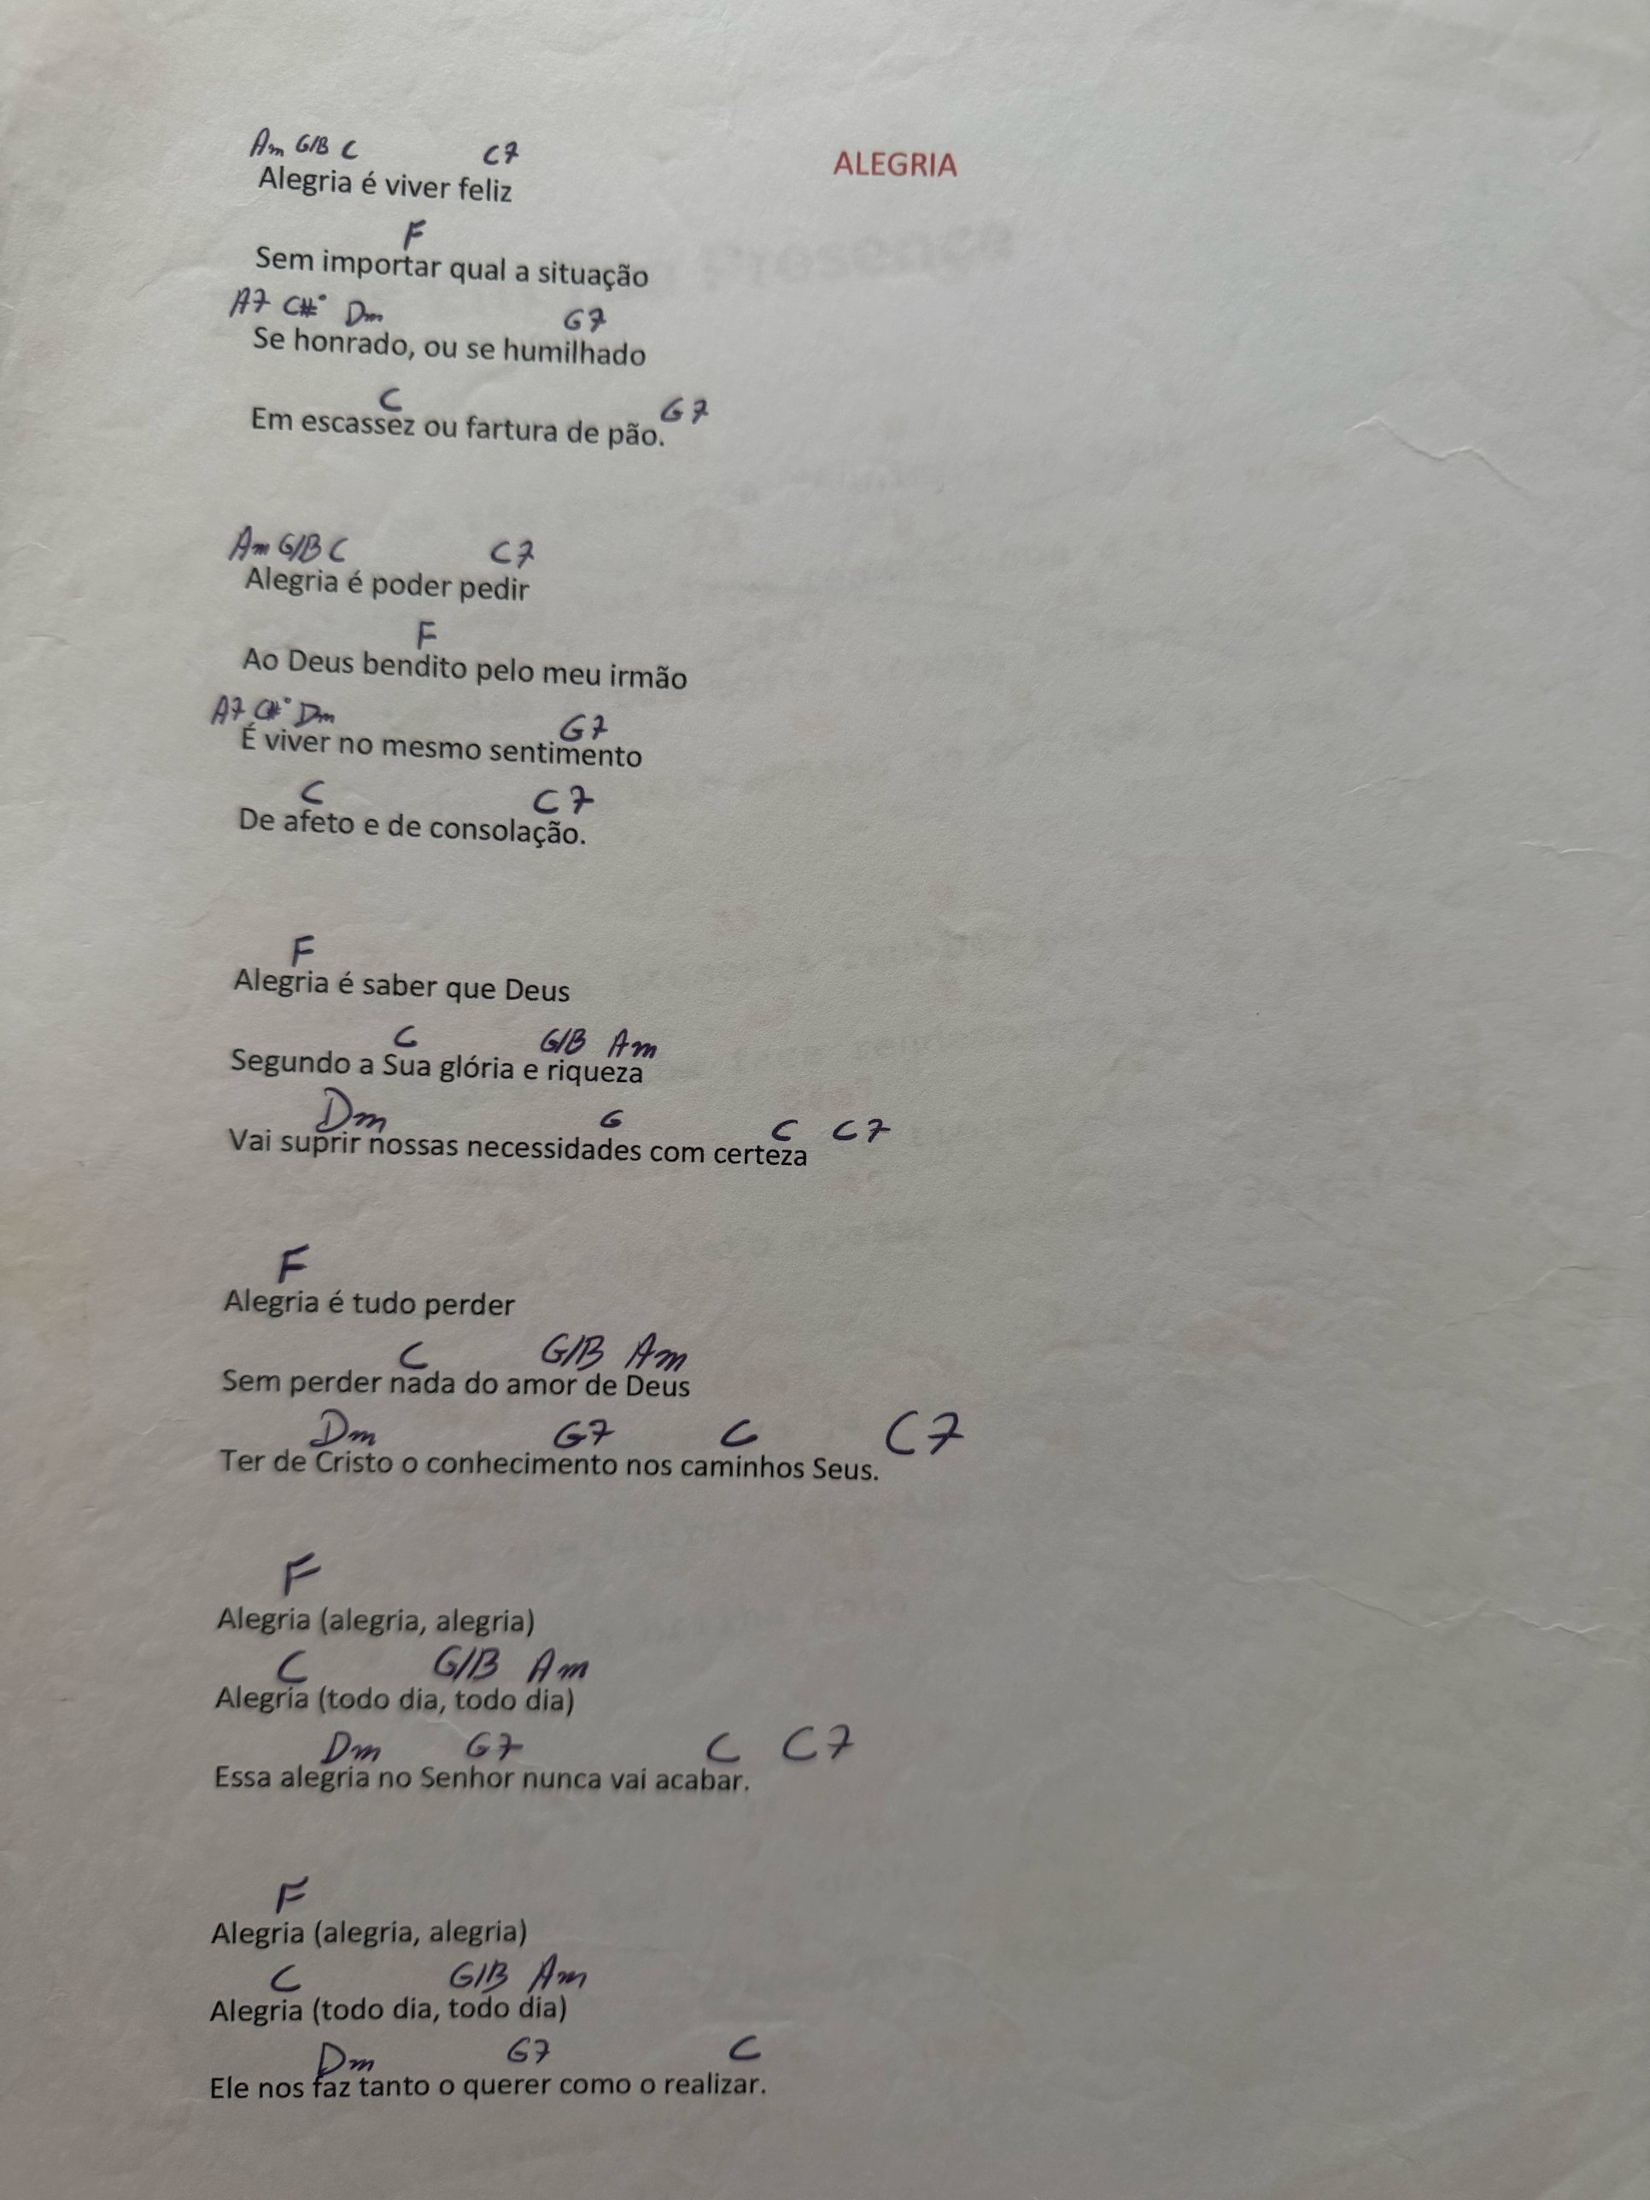 ALEGRIA
Am G/B C C7
Alegria é viver feliz
F
Sem importar qual a situação
A7 C#° Dm G7
Se honrado, ou se humilhado
C G7
Em escassez ou fartura de pão.
Am G/B C C7
Alegria é poder pedir
F
Ao Deus bendito pelo meu irmão
A7 C#° Dm G7
É viver no mesmo sentimento
C C7
De afeto e de consolação.
F
Alegria é saber que Deus
C G/B Am
Segundo a Sua glória e riqueza
Dm G C C7
Vai suprir nossas necessidades com certeza
F
Alegria é tudo perder
C G/B Am
Sem perder nada do amor de Deus
Dm G7 C C7
Ter de Cristo o conhecimento nos caminhos Seus.
F
Alegria (alegria, alegria)
C G/B Am
Alegria (todo dia, todo dia)
Dm G7 C C7
Essa alegria no Senhor nunca vai acabar.
F
Alegria (alegria, alegria)
C G/B Am
Alegria (todo dia, todo dia)
Dm G7 C
Ele nos faz tanto o querer como o realizar.